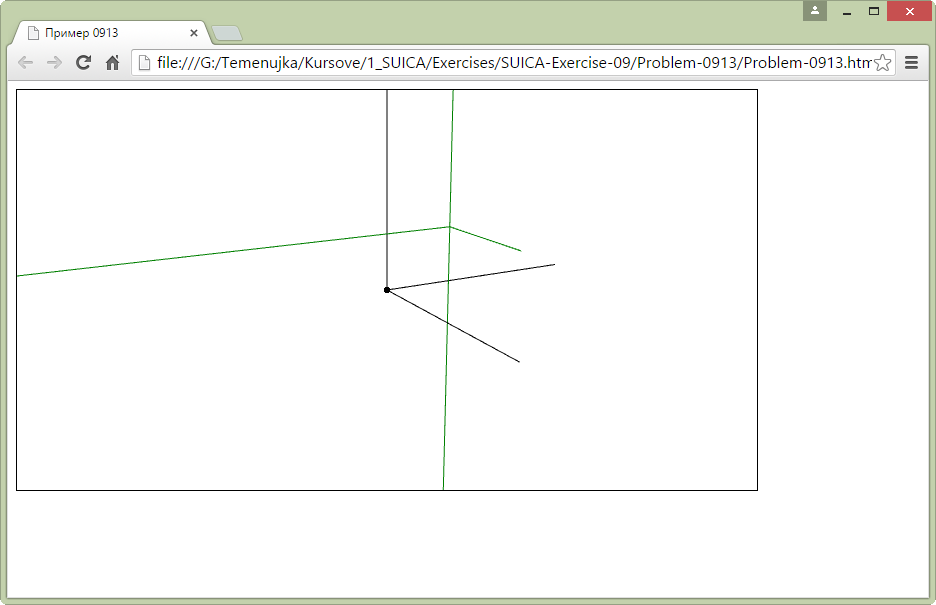 Пример 0913
file:///G:/Temenujka/Kursove/1_SUICA/Exercises/SUICA-Exercise-09/Problem-0913/Problem-0913.htm